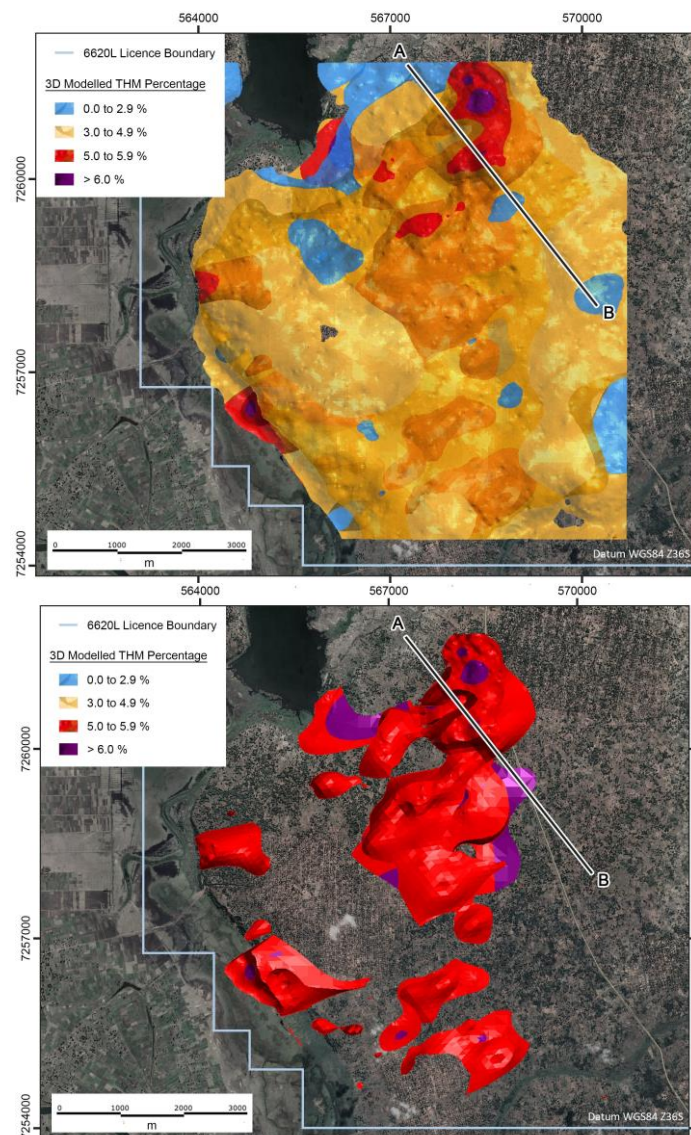 564000 567000 570000
6620L Licence Boundary
3D Modelled THM Percentage
0.0 to 2.9 %
3.0 to 4.9 %
5.0 to 5.9 %
> 6.0 %
A
7260000
B
7257000
0 1000 2000 3000
m
Datum WGS84 Z36S
7254000
564000 567000 570000
6620L Licence Boundary
3D Modelled THM Percentage
0.0 to 2.9 %
3.0 to 4.9 %
5.0 to 5.9 %
> 6.0 %
A
7260000
B
7257000
0 1000 2000 3000
m
Datum WGS84 Z36S
7254000